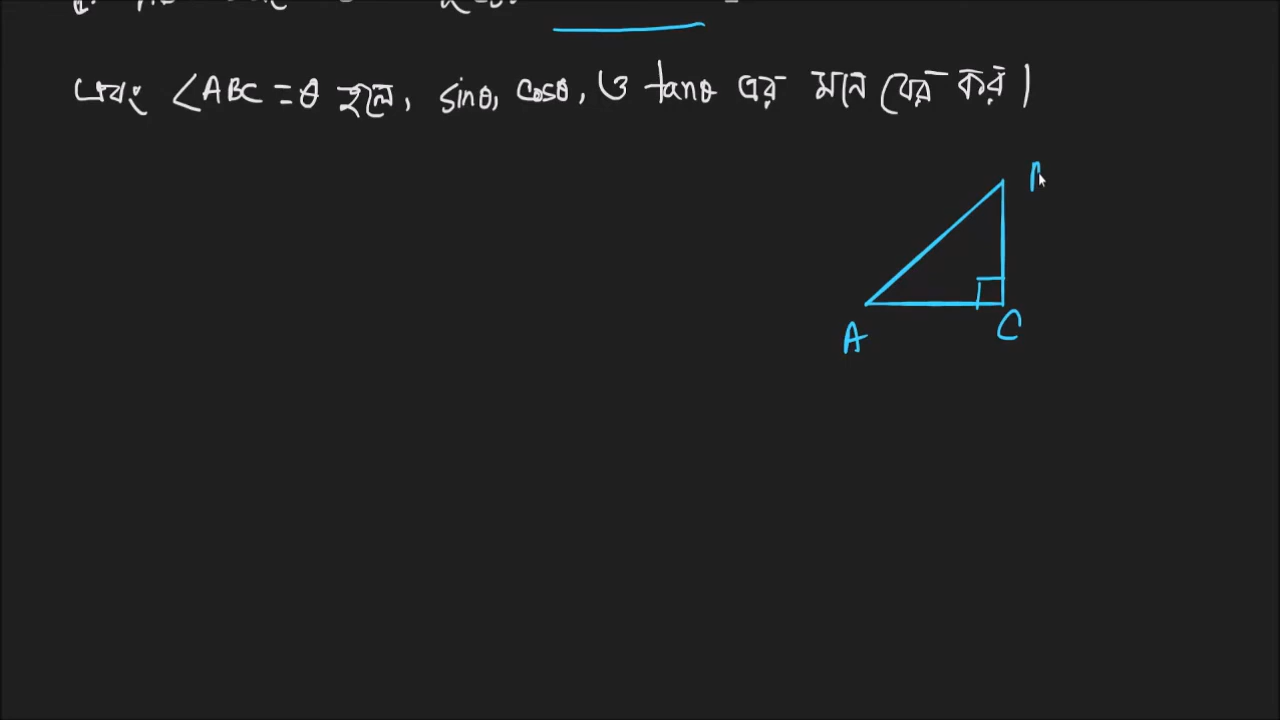 এবং ∠ABC = θ হলে, sinθ, cosθ, ও tanθ এর মান বের কর।
A
C